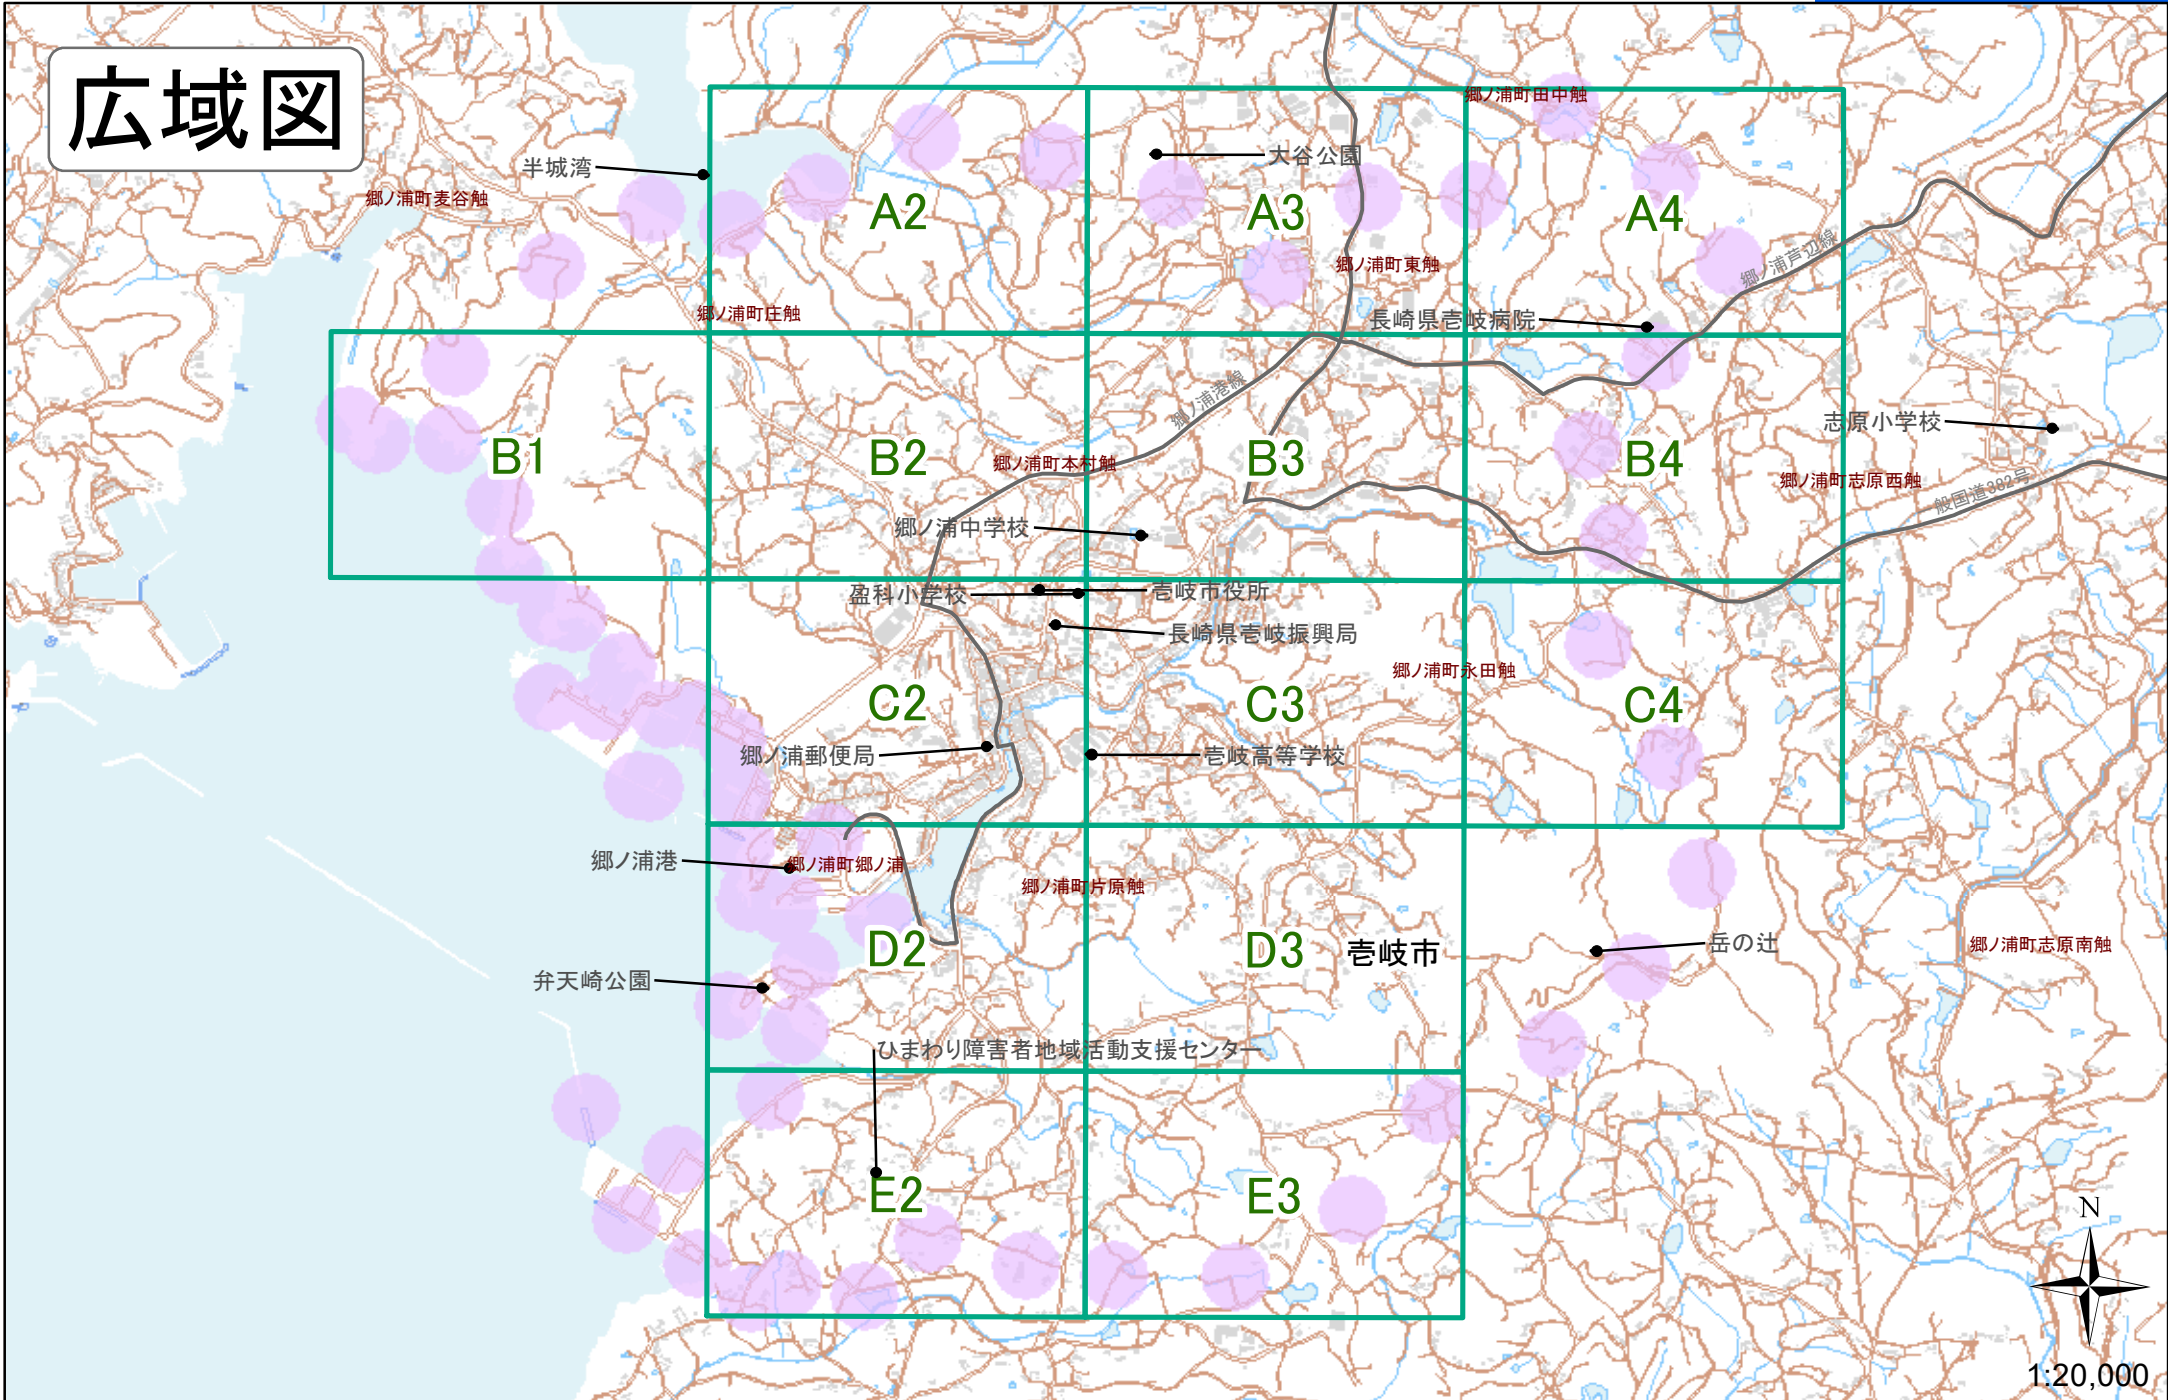 広域図
半城湾
郷ノ浦町麦谷触
郷ノ浦町田中触
大谷公園
A2
A3
A4
郷ノ浦町東触
郷ノ浦芦辺線
郷ノ浦町庄触
長崎県壱岐病院
郷ノ浦港線
志原小学校
B1
B2
B3
B4
郷ノ浦町本村触
郷ノ浦町志原西触
般国道382号
郷ノ浦中学校
盈科小学校
壱岐市役所
長崎県壱岐振興局
郷ノ浦町永田触
C2
C3
C4
郷ノ浦郵便局
壱岐高等学校
郷ノ浦港
郷ノ浦町郷ノ浦
郷ノ浦町片原触
D2
D3
壱岐市
岳の辻
郷ノ浦町志原南触
弁天崎公園
ひまわり障害者地域活動支援センター
E2
E3
N
1:20,000